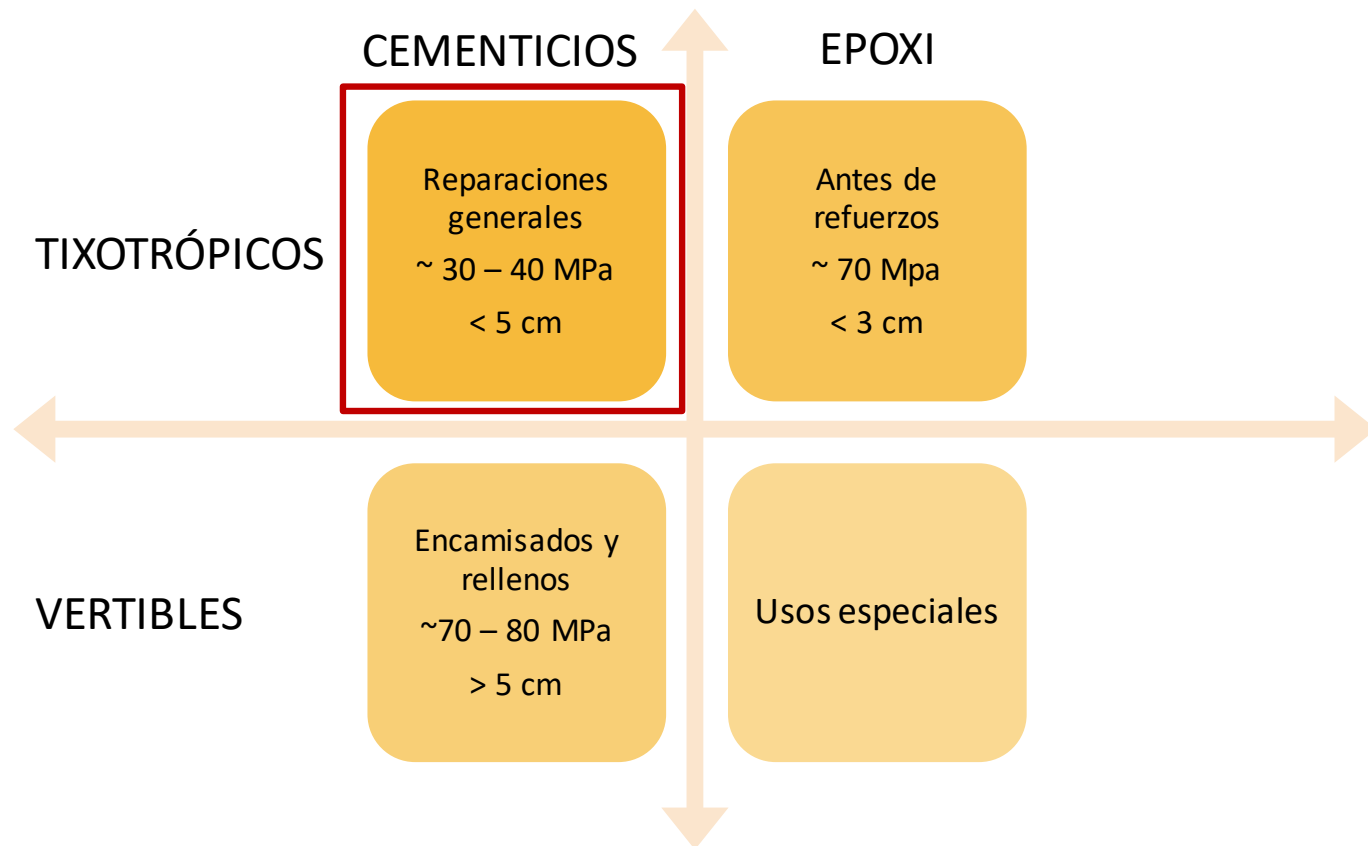 CEMENTICIOS
EPOXI
TIXOTRÓPICOS
Reparaciones
generales
~ 30 – 40 MPa
< 5 cm
Antes de
refuerzos
~ 70 Mpa
< 3 cm
VERTIBLES
Encamisados y
rellenos
~70 – 80 MPa
> 5 cm
Usos especiales